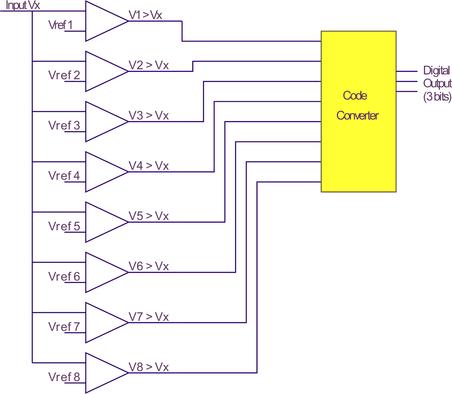 Input Vx
V1 > Vx
Vref 1
V2 > Vx
Vref 2
V3 > Vx
Vref 3
V4 > Vx
Vref 4
V5 > Vx
Vref 5
V6 > Vx
Vref 6
V7 > Vx
Vref 7
V8 > Vx
Vref 8
Code
Converter
Digital
Output
(3 bits)